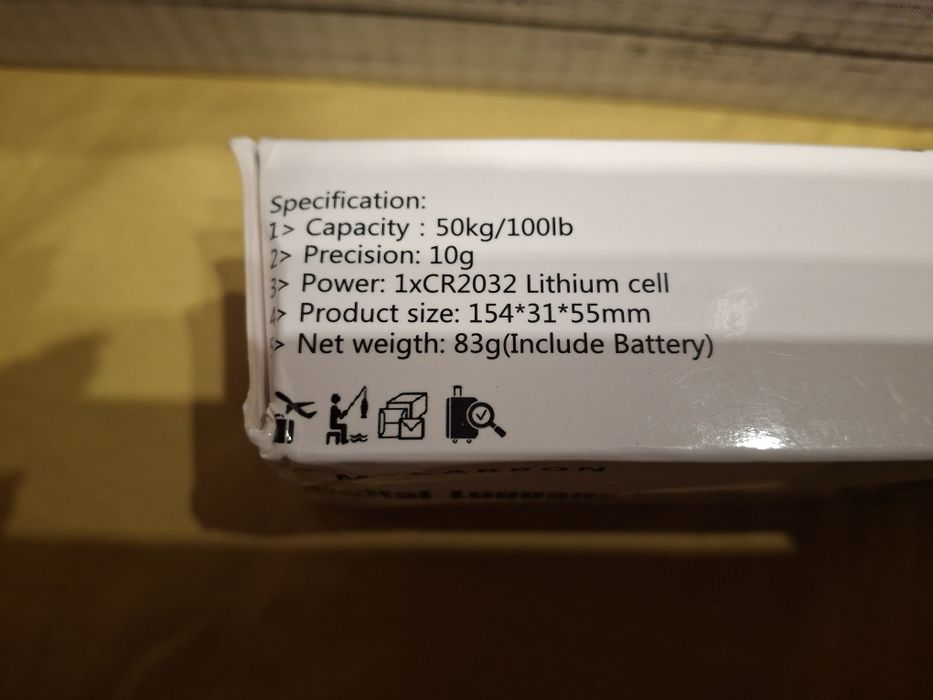 Specification:
1> Capacity : 50kg/100lb
2> Precision: 10g
3> Power: 1xCR2032 Lithium cell
4> Product size: 154*31*55mm
> Net weigth: 83g(Include Battery)
CARBON